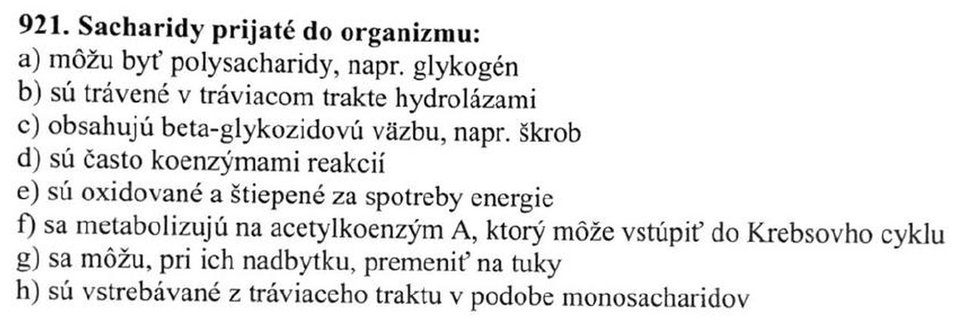 921. Sacharidy prijaté do organizmu:
a) môžu byť polysacharidy, napr. glykogén
b) sú trávené v tráviacom trakte hydrolázami
c) obsahujú beta-glykozidovú väzbu, napr. škrob
d) sú často koenzýmami reakcií
e) sú oxidované a štiepené za spotreby energie
f) sa metabolizujú na acetylkoenzým A, ktorý môže vstúpiť do Krebsovho cyklu
g) sa môžu, pri ich nadbytku, premeniť na tuky
h) sú vstrebávané z tráviaceho traktu v podobe monosacharidov